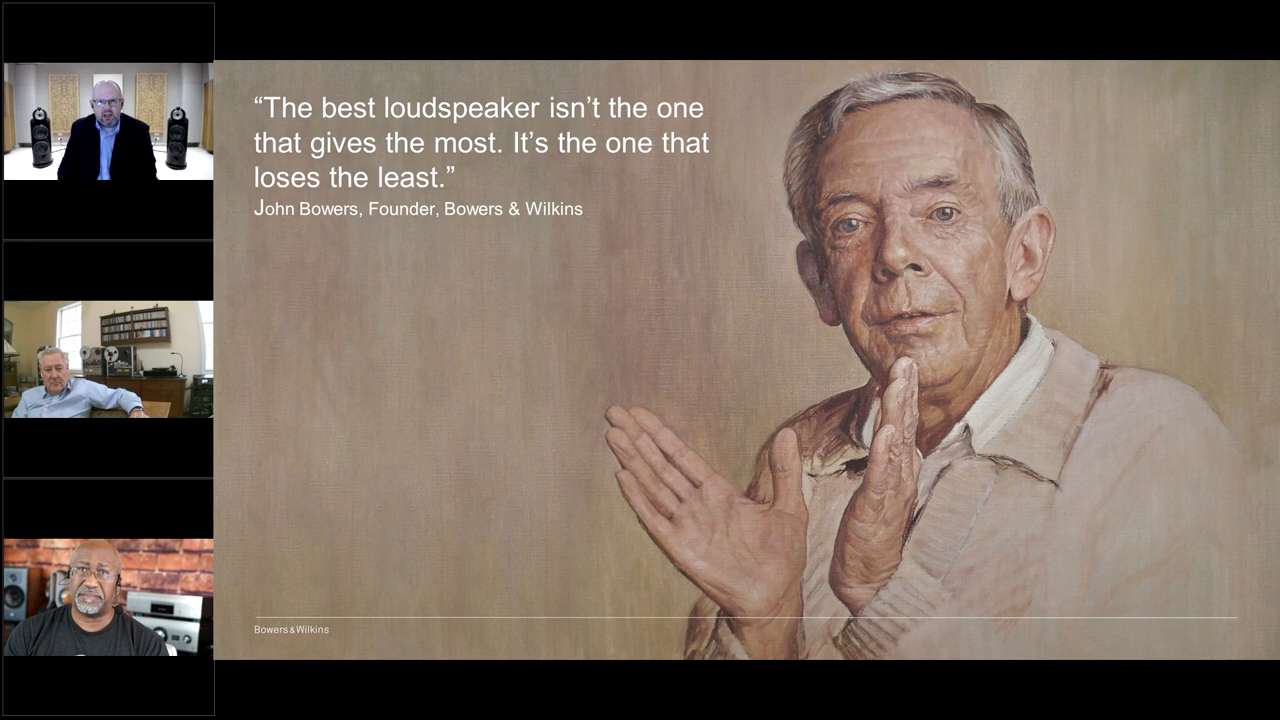 “The best loudspeaker isn’t the one
that gives the most. It’s the one that
loses the least.”
John Bowers, Founder, Bowers & Wilkins
Bowers & Wilkins